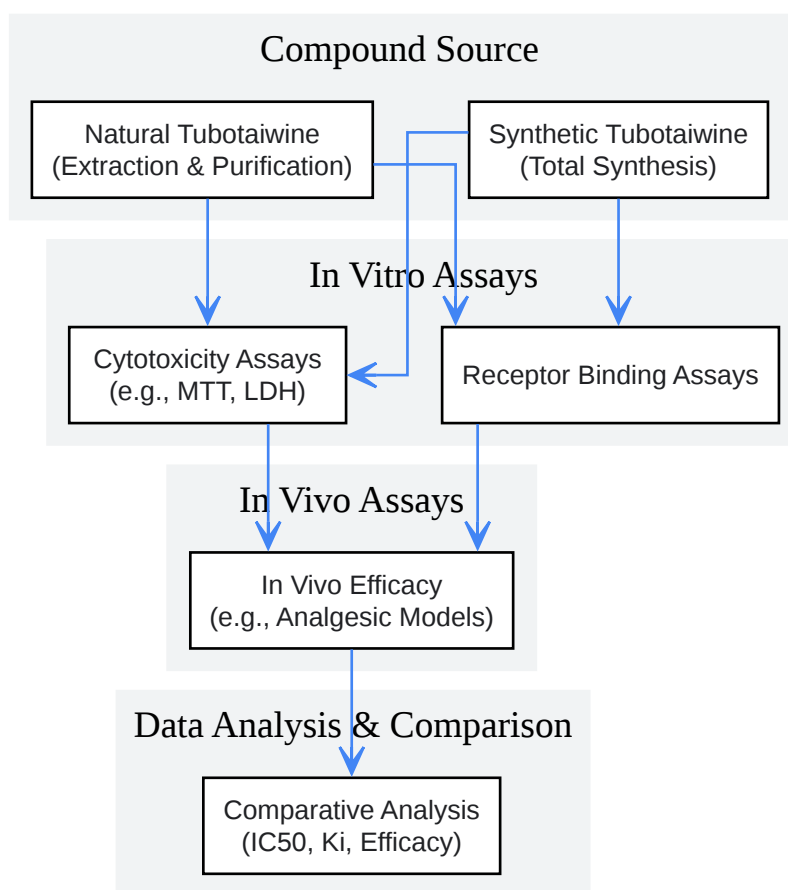 Compound Source
Natural Tubotaiwine
(Extraction & Purification)
Synthetic Tubotaiwine
(Total Synthesis)
In Vitro Assays
Cytotoxicity Assays
(e.g., MTT, LDH)
Receptor Binding Assays
In Vivo Assays
In Vivo Efficacy
(e.g., Analgesic Models)
Data Analysis & Comparison
Comparative Analysis
(IC50, Ki, Efficacy)